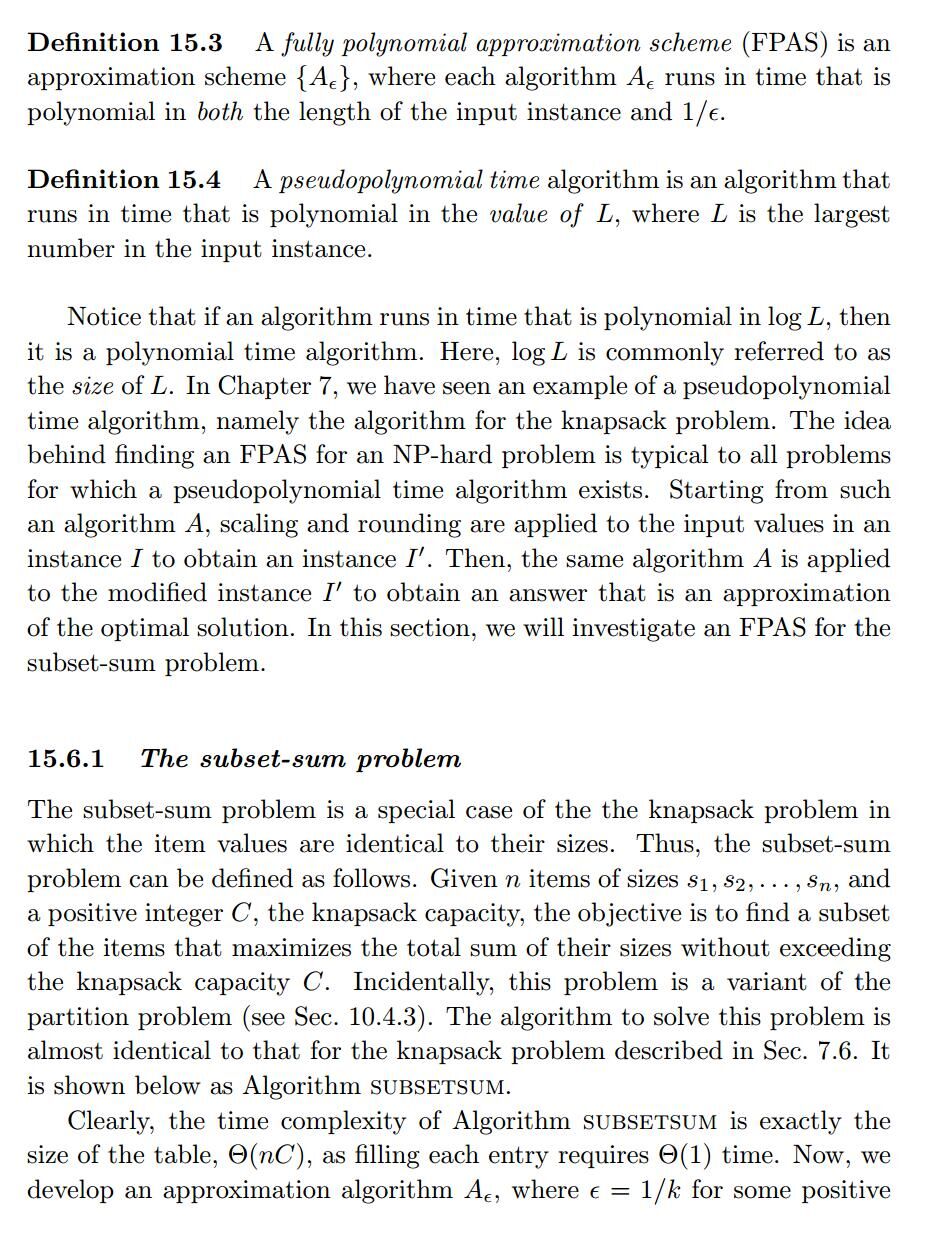 Definition 15.3 A fully polynomial approximation scheme (FPAS) is an
approximation scheme {Aϵ}, where each algorithm Aϵ runs in time that is
polynomial in both the length of the input instance and 1/ϵ.
Definition 15.4 A pseudopolynomial time algorithm is an algorithm that
runs in time that is polynomial in the value of L, where L is the largest
number in the input instance.
Notice that if an algorithm runs in time that is polynomial in log L, then
it is a polynomial time algorithm. Here, log L is commonly referred to as
the size of L. In Chapter 7, we have seen an example of a pseudopolynomial
time algorithm, namely the algorithm for the knapsack problem. The idea
behind finding an FPAS for an NP-hard problem is typical to all problems
for which a pseudopolynomial time algorithm exists. Starting from such
an algorithm A, scaling and rounding are applied to the input values in an
instance I to obtain an instance I′. Then, the same algorithm A is applied
to the modified instance I′ to obtain an answer that is an approximation
of the optimal solution. In this section, we will investigate an FPAS for the
subset-sum problem.
15.6.1 The subset-sum problem
The subset-sum problem is a special case of the the knapsack problem in
which the item values are identical to their sizes. Thus, the subset-sum
problem can be defined as follows. Given n items of sizes s₁, s₂, . . . , sₙ, and
a positive integer C, the knapsack capacity, the objective is to find a subset
of the items that maximizes the total sum of their sizes without exceeding
the knapsack capacity C. Incidentally, this problem is a variant of the
partition problem (see Sec. 10.4.3). The algorithm to solve this problem is
almost identical to that for the knapsack problem described in Sec. 7.6. It
is shown below as Algorithm SUBSETSUM.
Clearly, the time complexity of Algorithm SUBSETSUM is exactly the
size of the table, Θ(nC), as filling each entry requires Θ(1) time. Now, we
develop an approximation algorithm Aϵ, where ϵ = 1/k for some positive